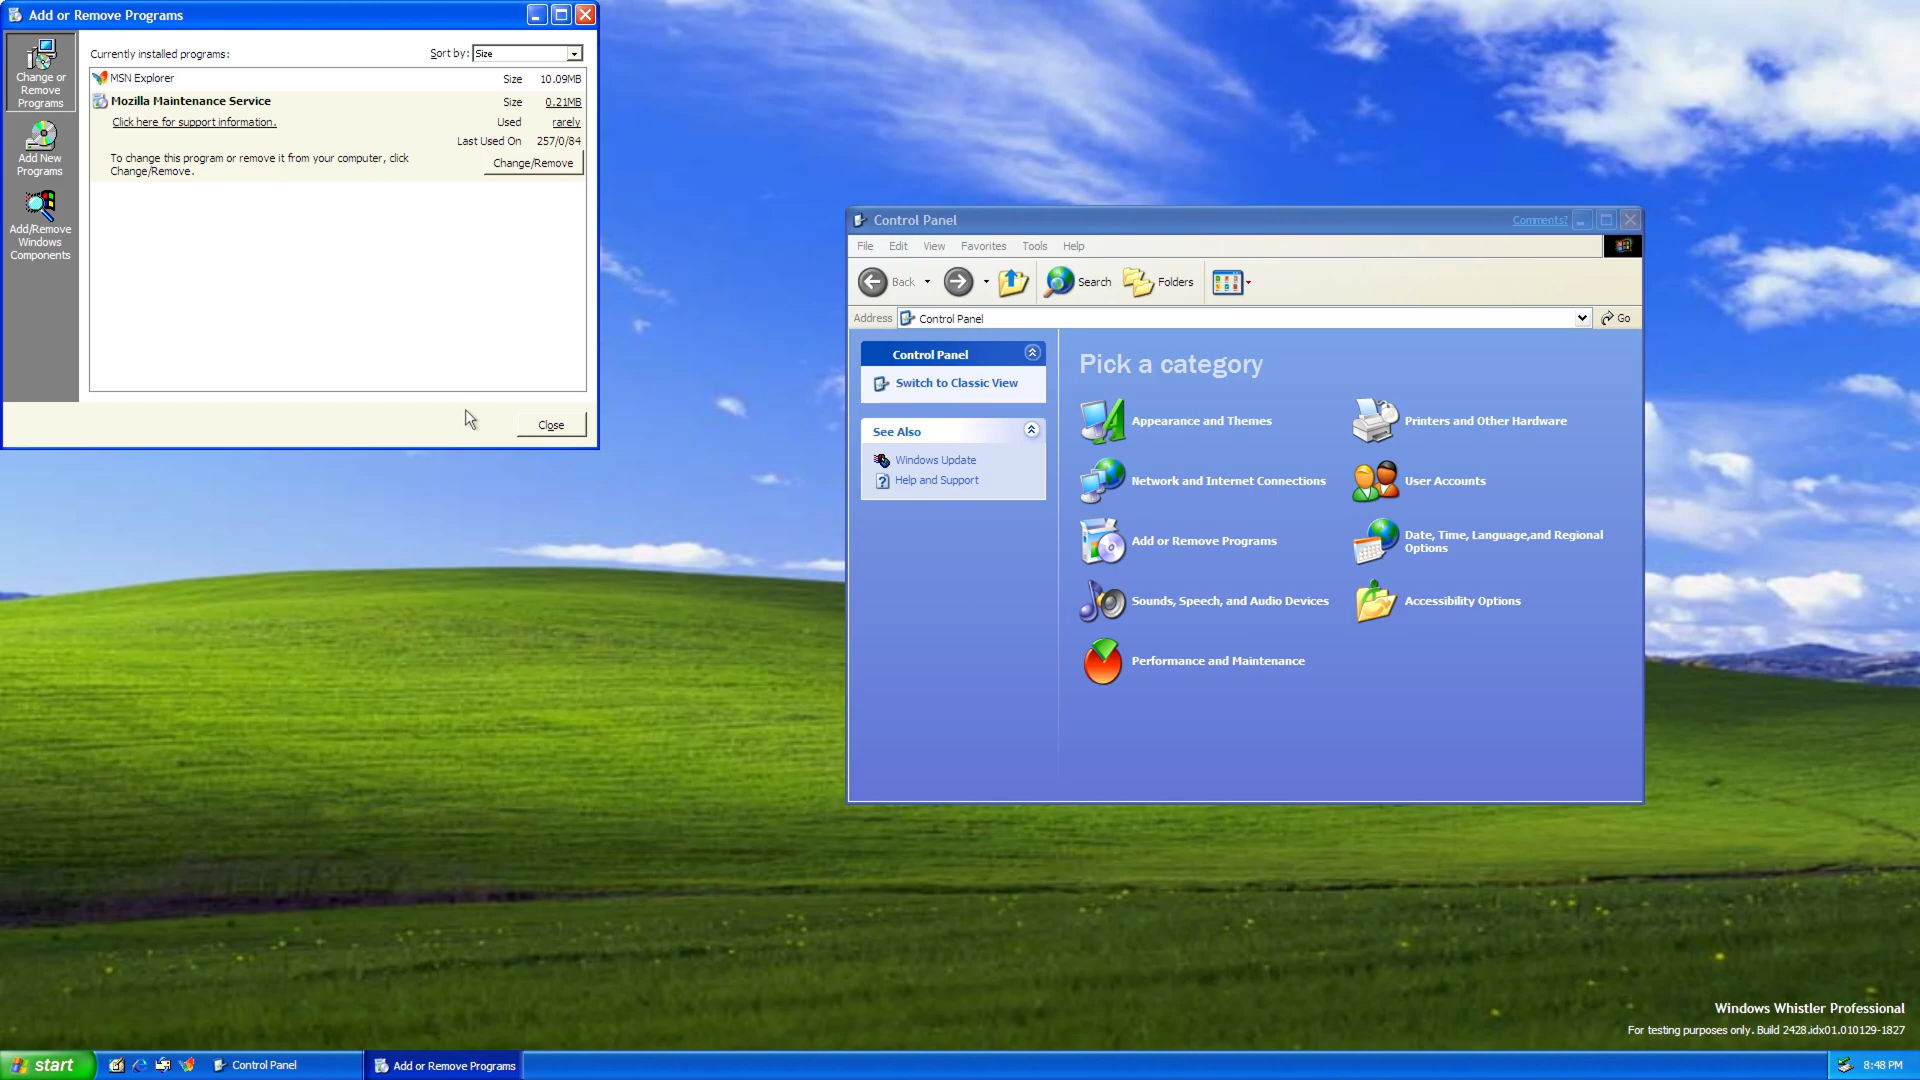 Add or Remove Programs
Change or
Remove
Programs
Add New
Programs
Add/Remove
Windows
Components
Currently installed programs:
Sort by: Size
MSN Explorer Size 10.09MB
Mozilla Maintenance Service Size 0.21MB
Click here for support information. Used rarely
Last Used On 257/0/84
To change this program or remove it from your computer, click
Change/Remove.
Change/Remove
Close
Control Panel Comments?
File Edit View Favorites Tools Help
Back Search Folders
Address Control Panel Go
Control Panel
Switch to Classic View
See Also
Windows Update
Help and Support
Pick a category
Appearance and Themes
Printers and Other Hardware
Network and Internet Connections
User Accounts
Add or Remove Programs
Date, Time, Language,and Regional
Options
Sounds, Speech, and Audio Devices
Accessibility Options
Performance and Maintenance
Windows Whistler Professional
For testing purposes only. Build 2428.idx01.010129-1827
start Control Panel Add or Remove Programs 8:48 PM